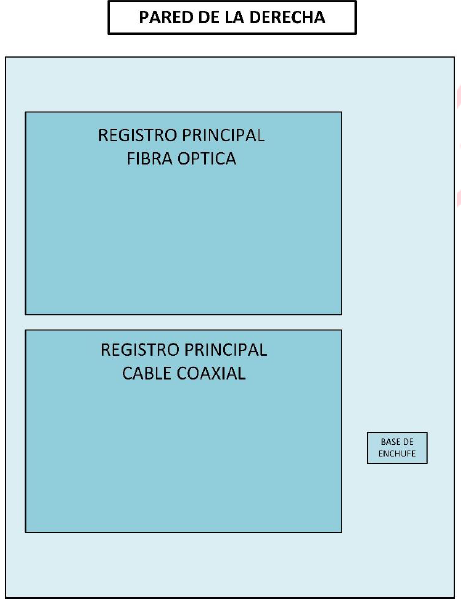 PARED DE LA DERECHA
REGISTRO PRINCIPAL
FIBRA OPTICA
REGISTRO PRINCIPAL
CABLE COAXIAL
BASE DE
ENCHUFE